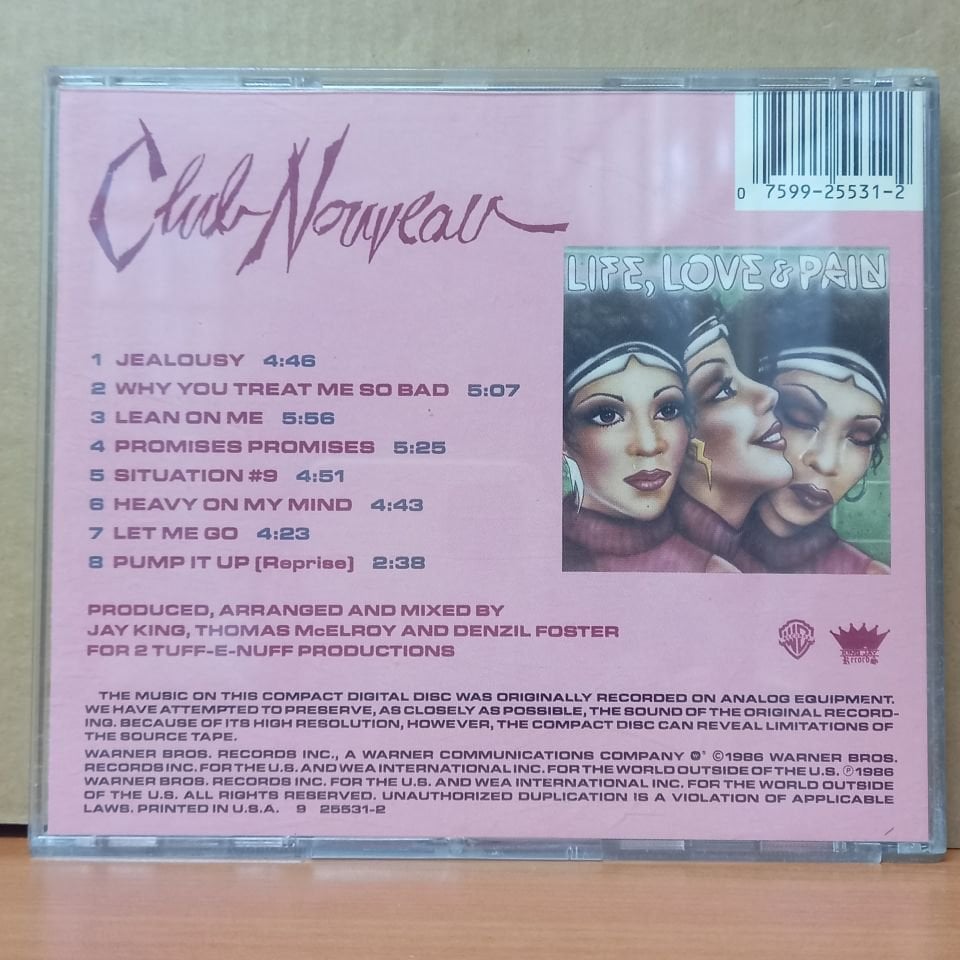 Club Nouveau
0 7599-25531-2
LIFE, LOVE & PAIN
1 JEALOUSY 4:46
2 WHY YOU TREAT ME SO BAD 5:07
3 LEAN ON ME 5:56
4 PROMISES PROMISES 5:25
5 SITUATION #9 4:51
6 HEAVY ON MY MIND 4:43
7 LET ME GO 4:23
8 PUMP IT UP (Reprise) 2:38
PRODUCED, ARRANGED AND MIXED BY
JAY KING, THOMAS McELROY AND DENZIL FOSTER
FOR 2 TUFF-E-NUFF PRODUCTIONS
KING JAY
Records
THE MUSIC ON THIS COMPACT DIGITAL DISC WAS ORIGINALLY RECORDED ON ANALOG EQUIPMENT.
WE HAVE ATTEMPTED TO PRESERVE, AS CLOSELY AS POSSIBLE, THE SOUND OF THE ORIGINAL RECORD-
ING. BECAUSE OF ITS HIGH RESOLUTION, HOWEVER, THE COMPACT DISC CAN REVEAL LIMITATIONS OF
THE SOURCE TAPE.
WARNER BROS. RECORDS INC., A WARNER COMMUNICATIONS COMPANY ©1986 WARNER BROS.
RECORDS INC. FOR THE U.S. AND WEA INTERNATIONAL INC. FOR THE WORLD OUTSIDE OF THE U.S. ℗1986
WARNER BROS. RECORDS INC. FOR THE U.S. AND WEA INTERNATIONAL INC. FOR THE WORLD OUTSIDE
OF THE U.S. ALL RIGHTS RESERVED. UNAUTHORIZED DUPLICATION IS A VIOLATION OF APPLICABLE
LAWS. PRINTED IN U.S.A. 9 25531-2